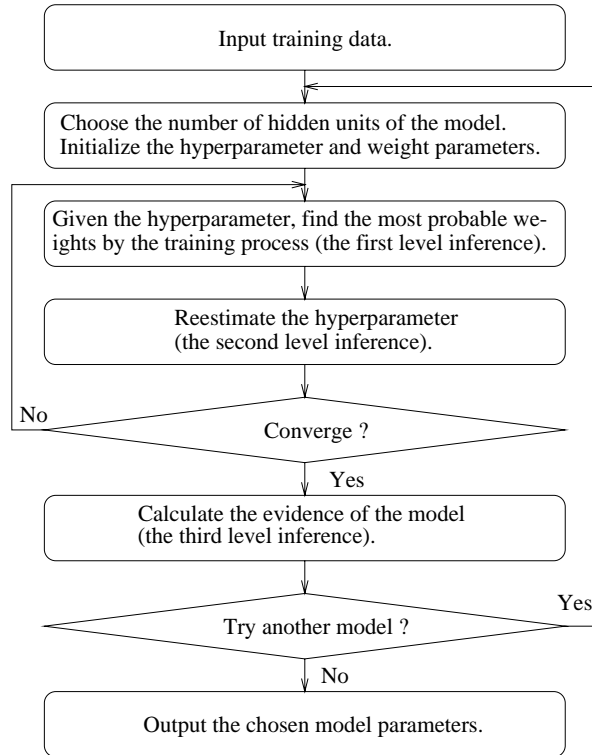 Input training data.
Choose the number of hidden units of the model.
Initialize the hyperparameter and weight parameters.
Given the hyperparameter, find the most probable we-
ights by the training process (the first level inference).
Reestimate the hyperparameter
(the second level inference).
No
Converge ?
Yes
Calculate the evidence of the model
(the third level inference).
Yes
Try another model ?
No
Output the chosen model parameters.